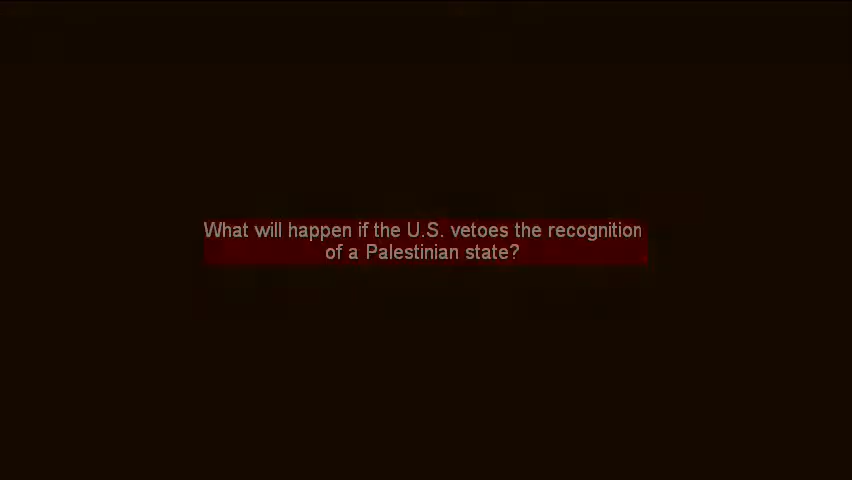 What will happen if the U.S. vetoes the recognition
of a Palestinian state?